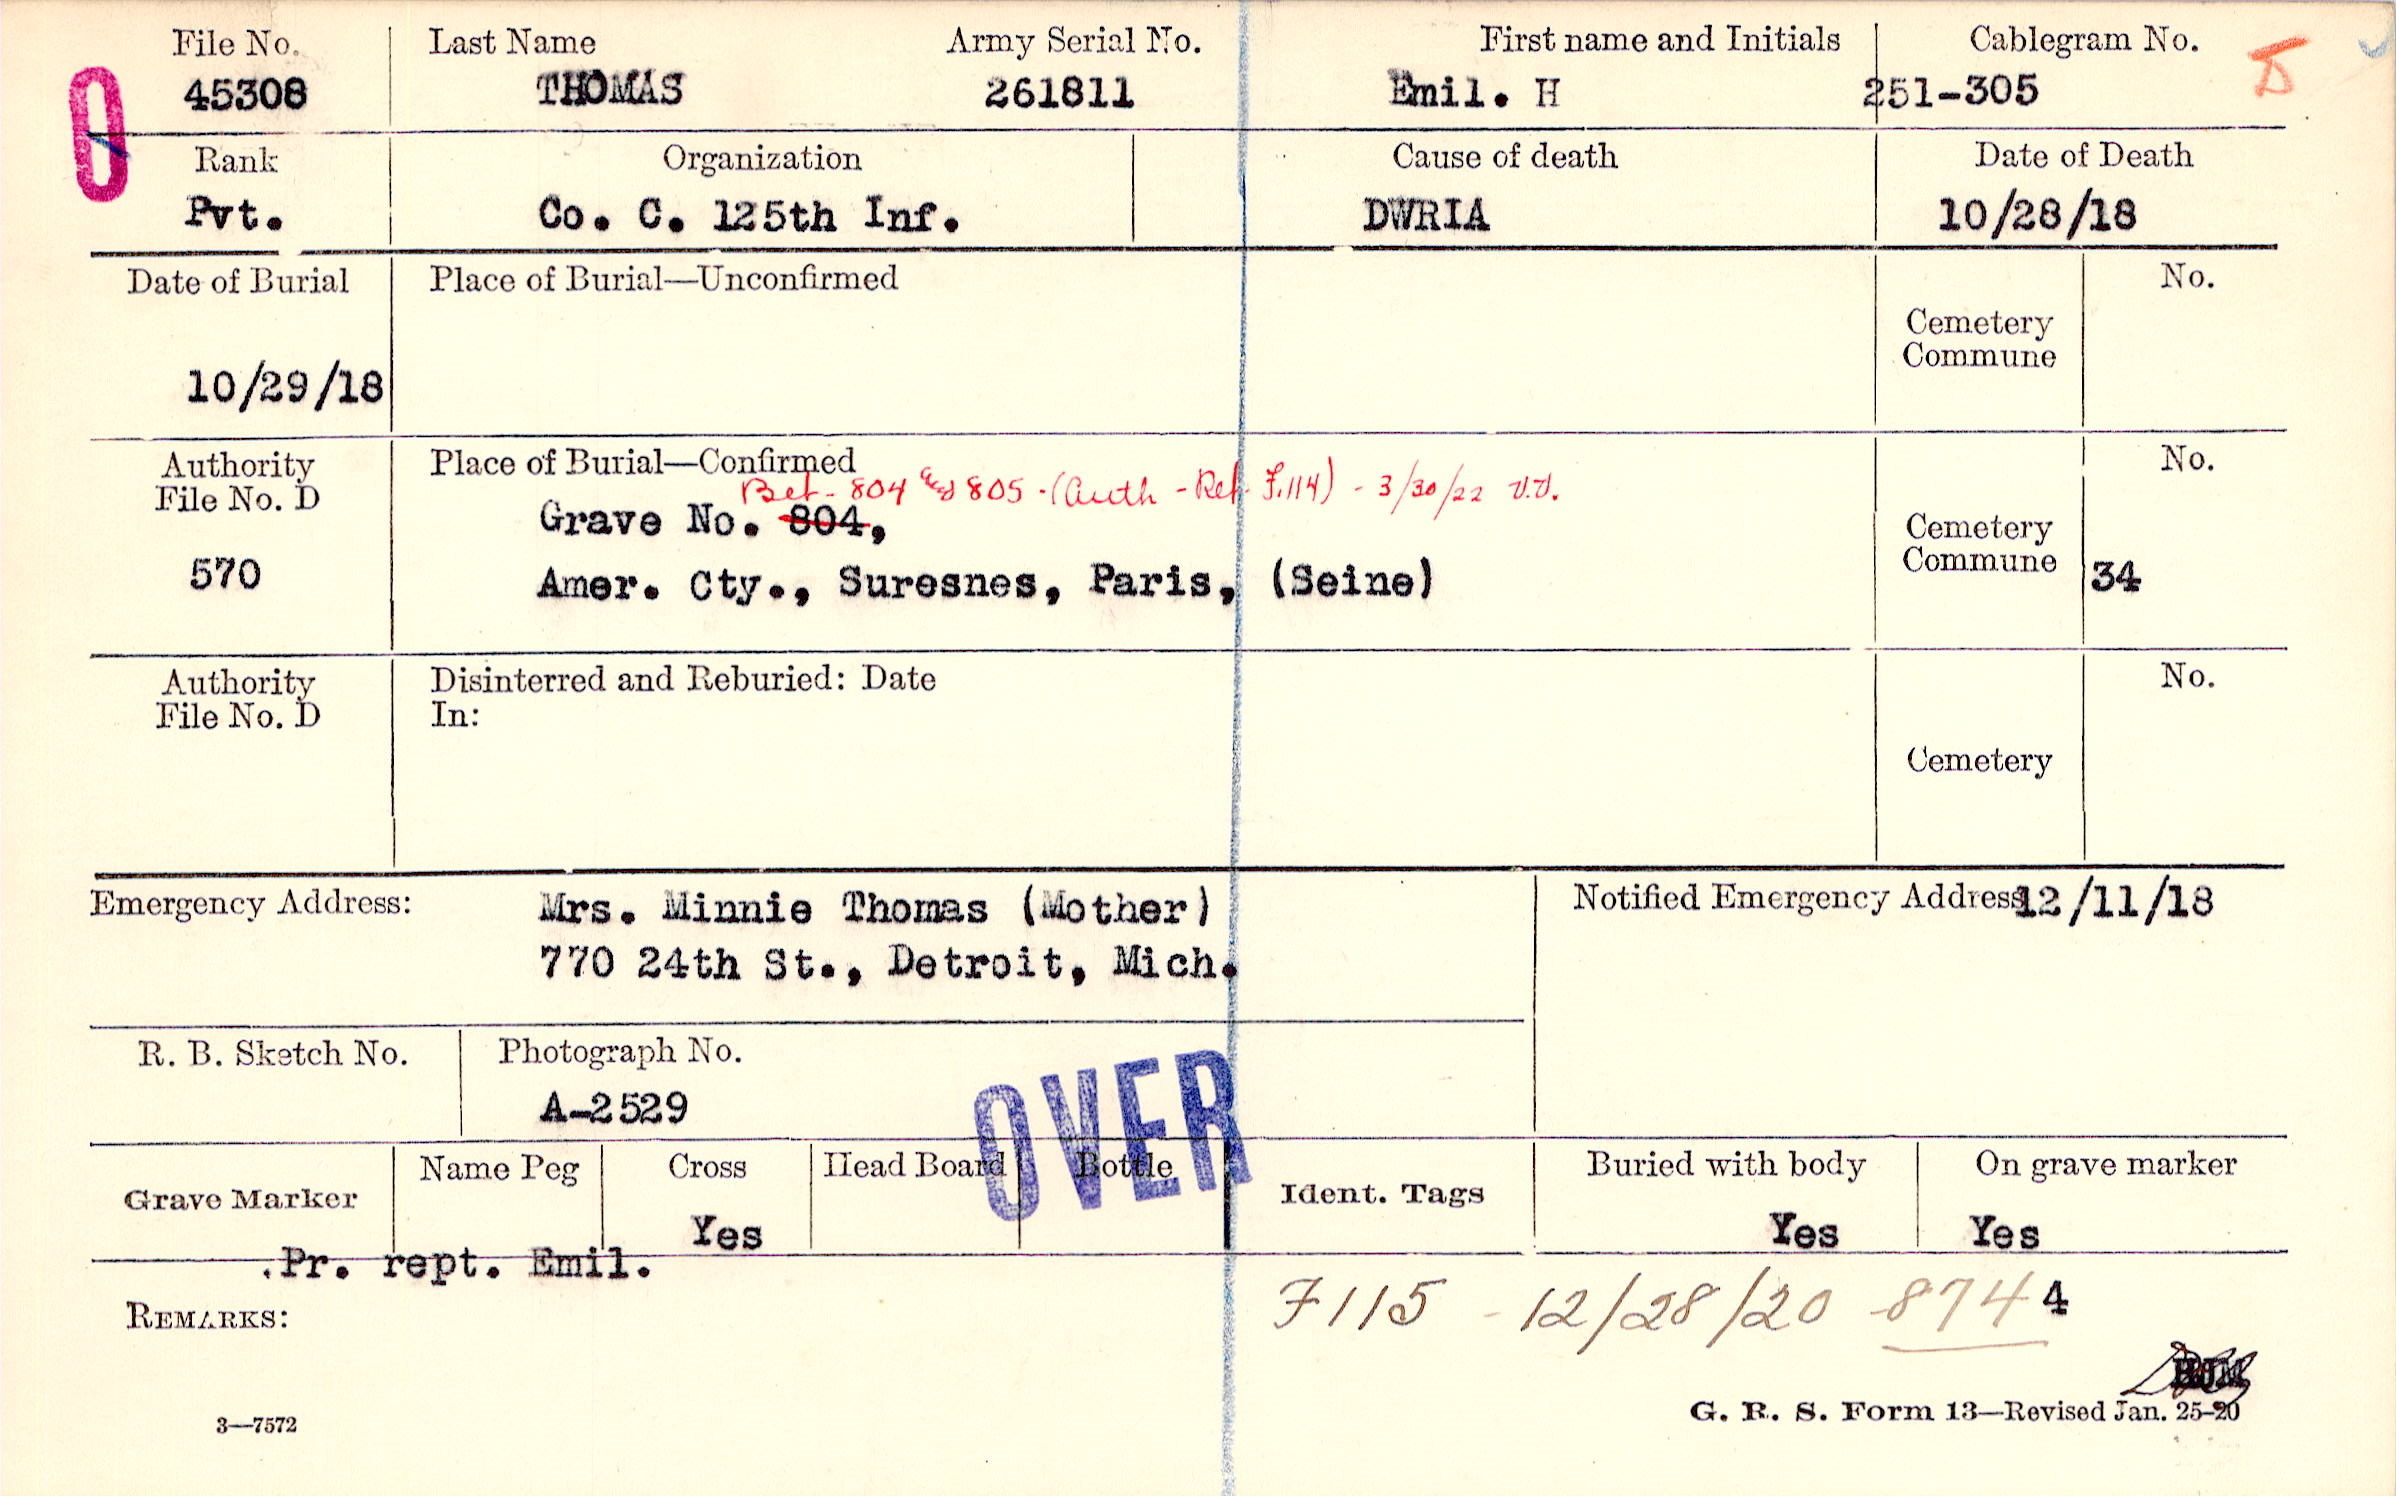 File No. Last Name Army Serial No. First name and Initials Cablegram No.
45308 THOMAS 261811 Emil. H 251-305
Rank Organization Cause of death Date of Death
Pvt. Co. C. 125th Inf. DWRIA 10/28/18
Date of Burial Place of Burial—Unconfirmed No.
Cemetery
Commune
10/29/18
Authority Place of Burial—Confirmed No.
File No. D
Bet- 804 and 805 - (Auth - Ref- F.114) - 3/30/22 V.V.
Grave No. 804,
Cemetery
Commune
570 Amer. Cty., Suresnes, Paris, (Seine) 34
Authority Disinterred and Reburied: Date No.
File No. D In:
Cemetery
Emergency Address: Mrs. Minnie Thomas (Mother) Notified Emergency Address 12/11/18
770 24th St., Detroit, Mich.
R. B. Sketch No. Photograph No.
A-2529
OVER
Grave Marker Name Peg Cross Head Board Bottle Ident. Tags Buried with body On grave marker
Yes Yes Yes
.Pr. rept. Emil.
REMARKS: F115 - 12/28/20 874 4
3—7572 G. R. S. Form 13—Revised Jan. 25-20